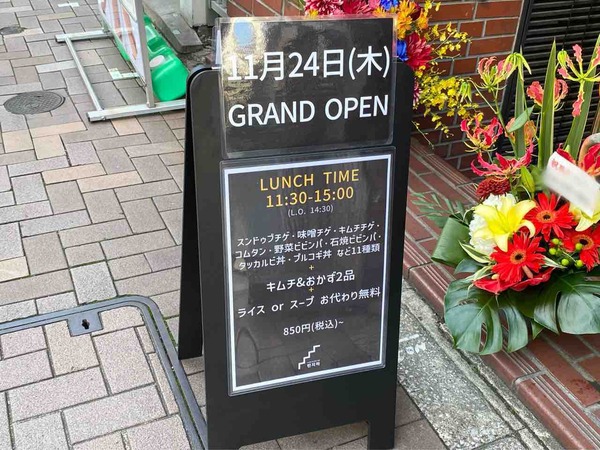 11月24日(木)
GRAND OPEN
LUNCH TIME
11:30-15:00
(L.O. 14:30)
スンドゥブチゲ・味噌チゲ・キムチチゲ・
コムタン・野菜ビビンバ・石焼ビビンバ・
タッカルビ丼・プルコギ丼 など11種類
+
キムチ&おかず2品
+
ライス or スープ お代わり無料
850円(税込)~